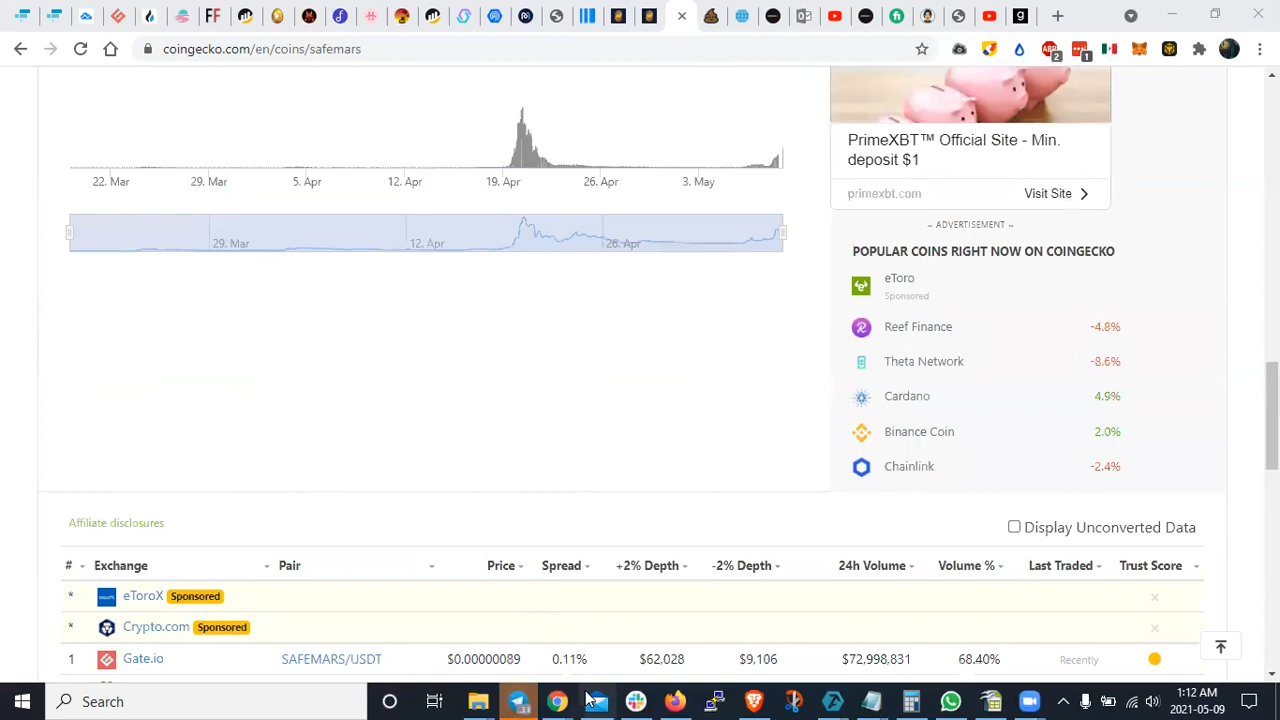 coingecko.com/en/coins/safemars
ABP
2
1
PrimeXBT™ Official Site - Min.
deposit $1
primexbt.com Visit Site
22. Mar 29. Mar 5. Apr 12. Apr 19. Apr 26. Apr 3. May
~ ADVERTISEMENT ~
29. Mar 12. Apr 26. Apr
POPULAR COINS RIGHT NOW ON COINGECKO
eToro
Sponsored
Reef Finance -4.8%
Theta Network -8.6%
Cardano 4.9%
Binance Coin 2.0%
Chainlink -2.4%
Affiliate disclosures
Display Unconverted Data
# Exchange Pair Price Spread +2% Depth -2% Depth 24h Volume Volume % Last Traded Trust Score
* eToroX Sponsored ×
* Crypto.com Sponsored ×
1 Gate.io SAFEMARS/USDT $0.00000089 0.11% $62,028 $9,106 $72,998,831 68.40% Recently
Search
1:12 AM
2021-05-09